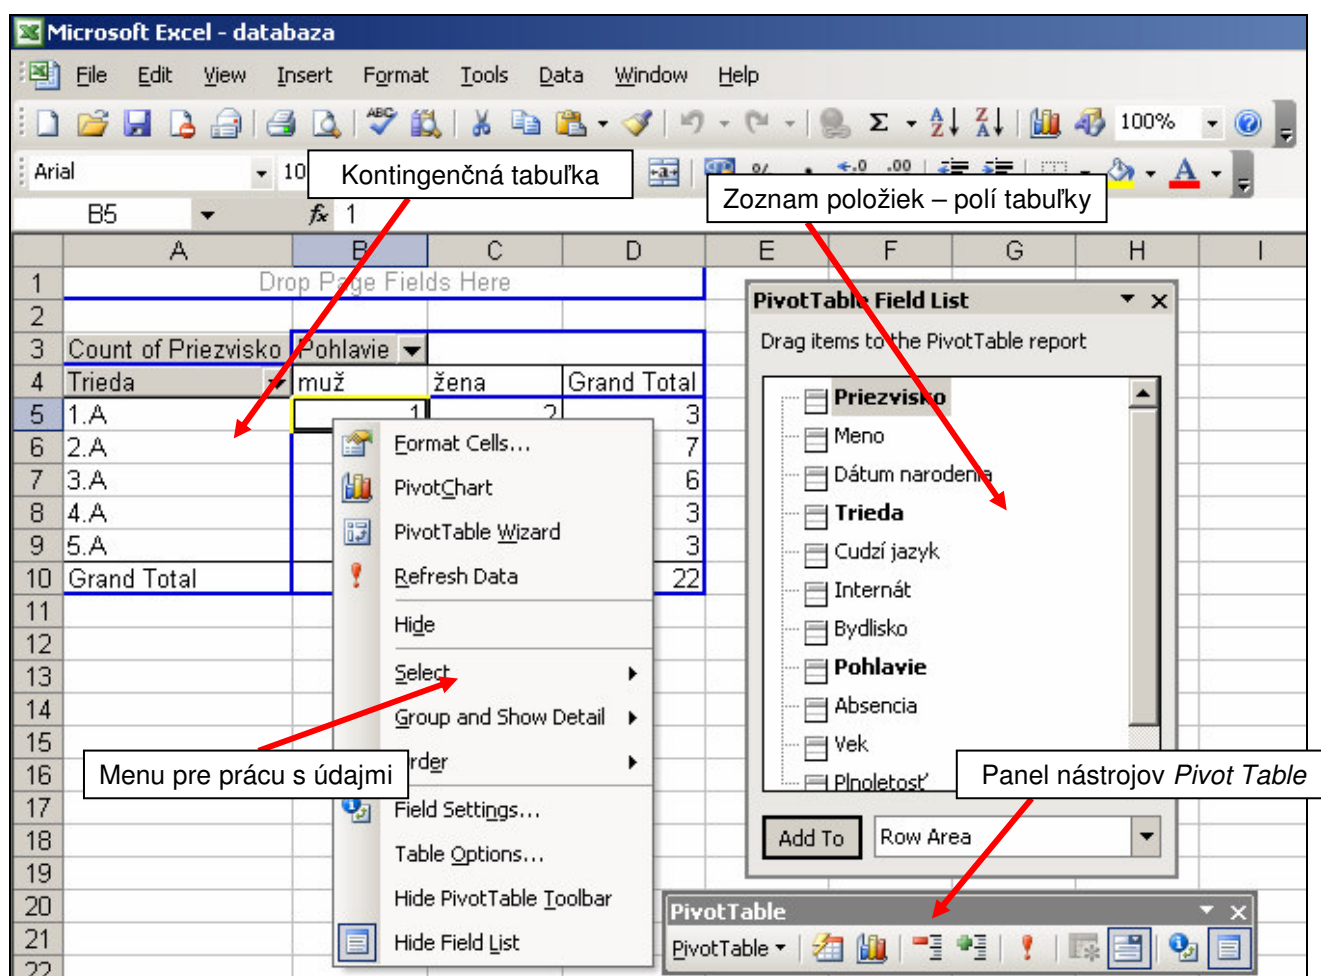 Microsoft Excel - databaza
File Edit View Insert Format Tools Data Window Help
100%
Arial 10
Kontingenčná tabuľka
Zoznam položiek – polí tabuľky
B5 fx 1
A B C D E F G H I
1 Drop Page Fields Here
2
3 Count of Priezvisko Pohlavie
4 Trieda muž žena Grand Total
5 1.A 1 2 3
6 2.A 7
7 3.A 6
8 4.A 3
9 5.A 3
10 Grand Total 22
11
12
13
14
15
16
17
18
19
20
21
22
Format Cells...
PivotChart
PivotTable Wizard
Refresh Data
Hide
Select
Group and Show Detail
Order
Field Settings...
Table Options...
Hide PivotTable Toolbar
Hide Field List
Menu pre prácu s údajmi
PivotTable Field List
Drag items to the PivotTable report
Priezvisko
Meno
Dátum narodenia
Trieda
Cudzí jazyk
Internát
Bydlisko
Pohlavie
Absencia
Vek
Plnoletosť
Add To Row Area
Panel nástrojov Pivot Table
PivotTable
PivotTable